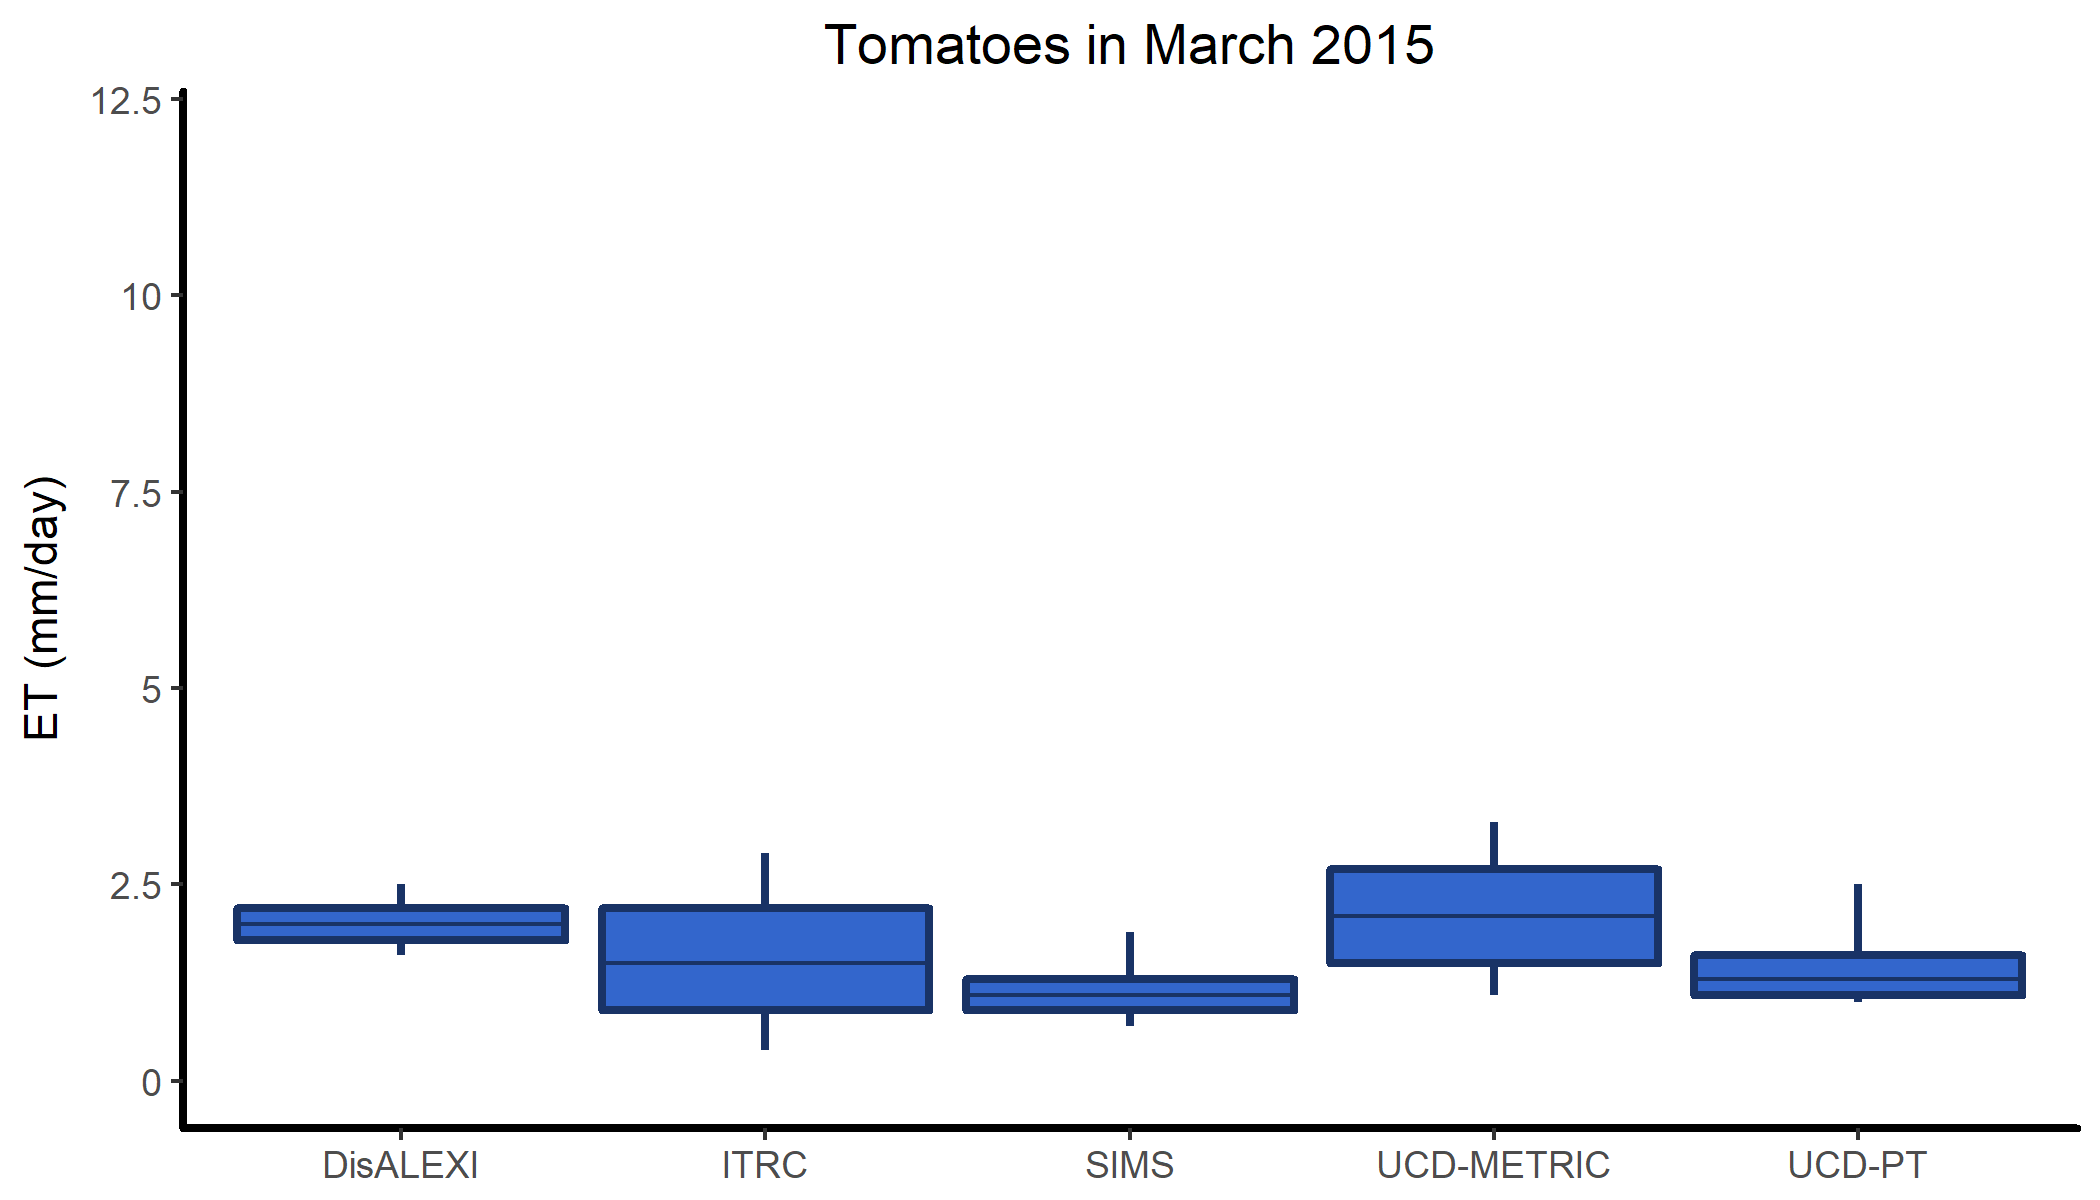 Tomatoes in March 2015
ET (mm/day)
12.5
10
7.5
5
2.5
0
DisALEXI
ITRC
SIMS
UCD-METRIC
UCD-PT